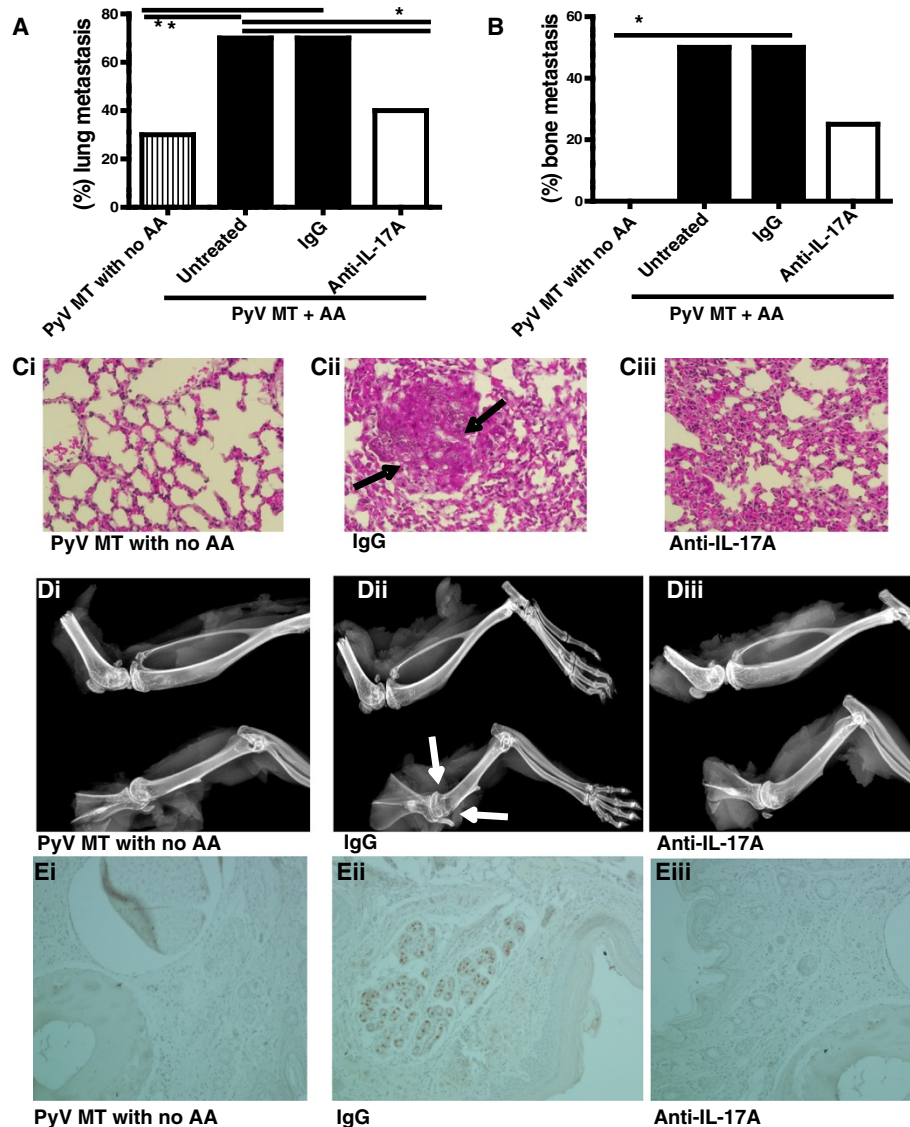 A
(%) lung metastasis
80
60
40
20
0
* *
*
PyV MT with no AA
Untreated
IgG
Anti-IL-17A
PyV MT + AA
B
(%) bone metastasis
60
40
20
0
*
PyV MT with no AA
Untreated
IgG
Anti-IL-17A
PyV MT + AA
Ci
PyV MT with no AA
Cii
IgG
Ciii
Anti-IL-17A
Di
PyV MT with no AA
Dii
IgG
Diii
Anti-IL-17A
Ei
PyV MT with no AA
Eii
IgG
Eiii
Anti-IL-17A